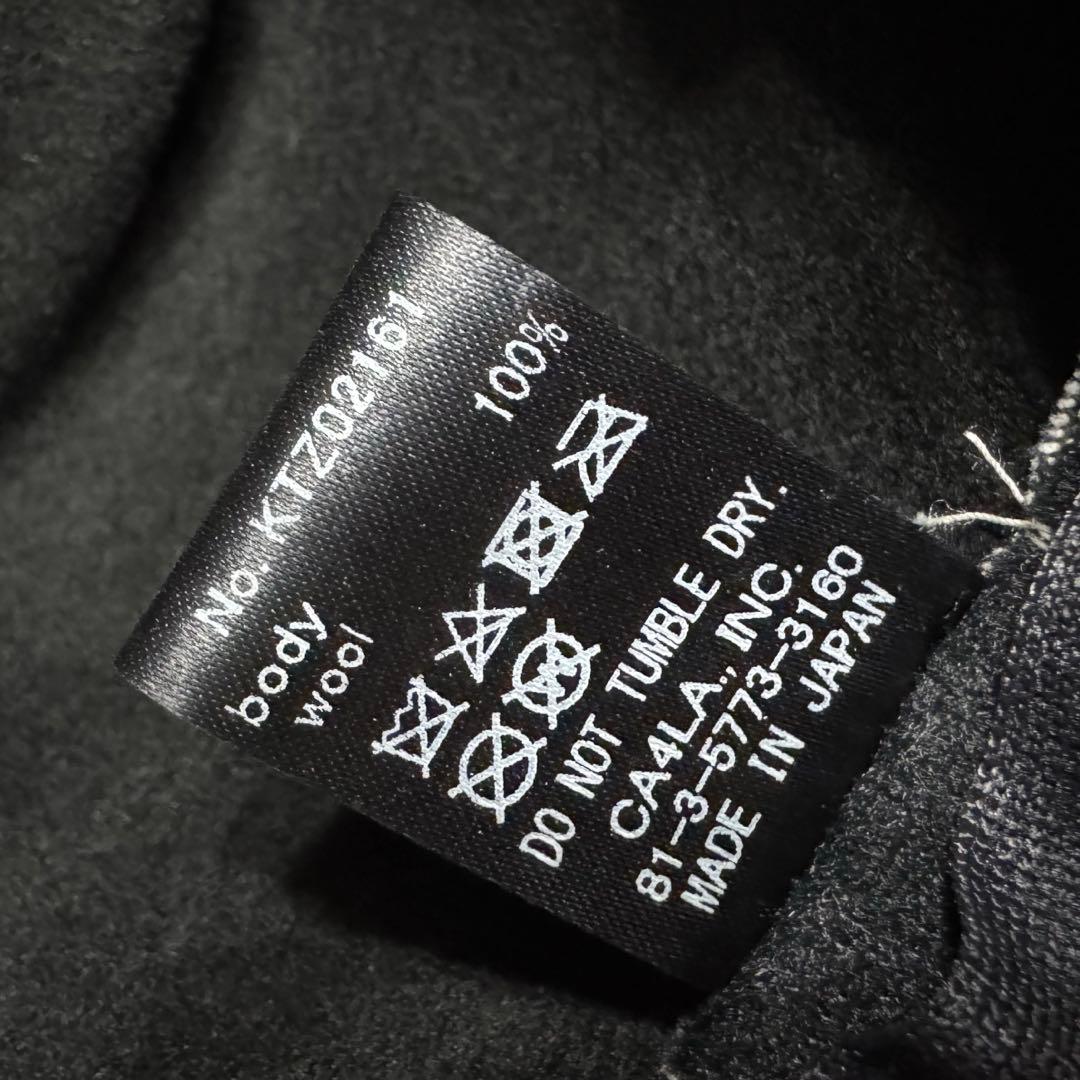 No.KTZ02161
body
wool 100%
DO NOT TUMBLE DRY.
CA4LA., INC.
81-3-5773-3160
MADE IN JAPAN